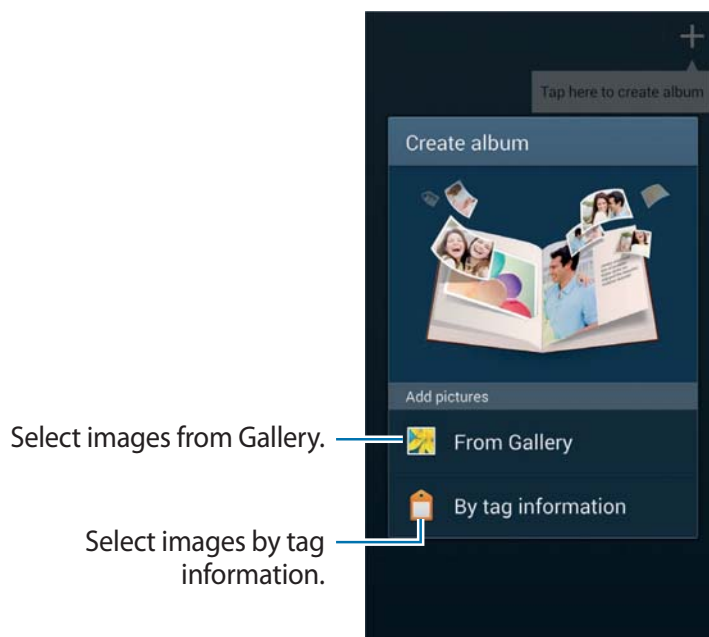 Tap here to create album
Create album
Add pictures
Select images from Gallery.
From Gallery
By tag information
Select images by tag
information.